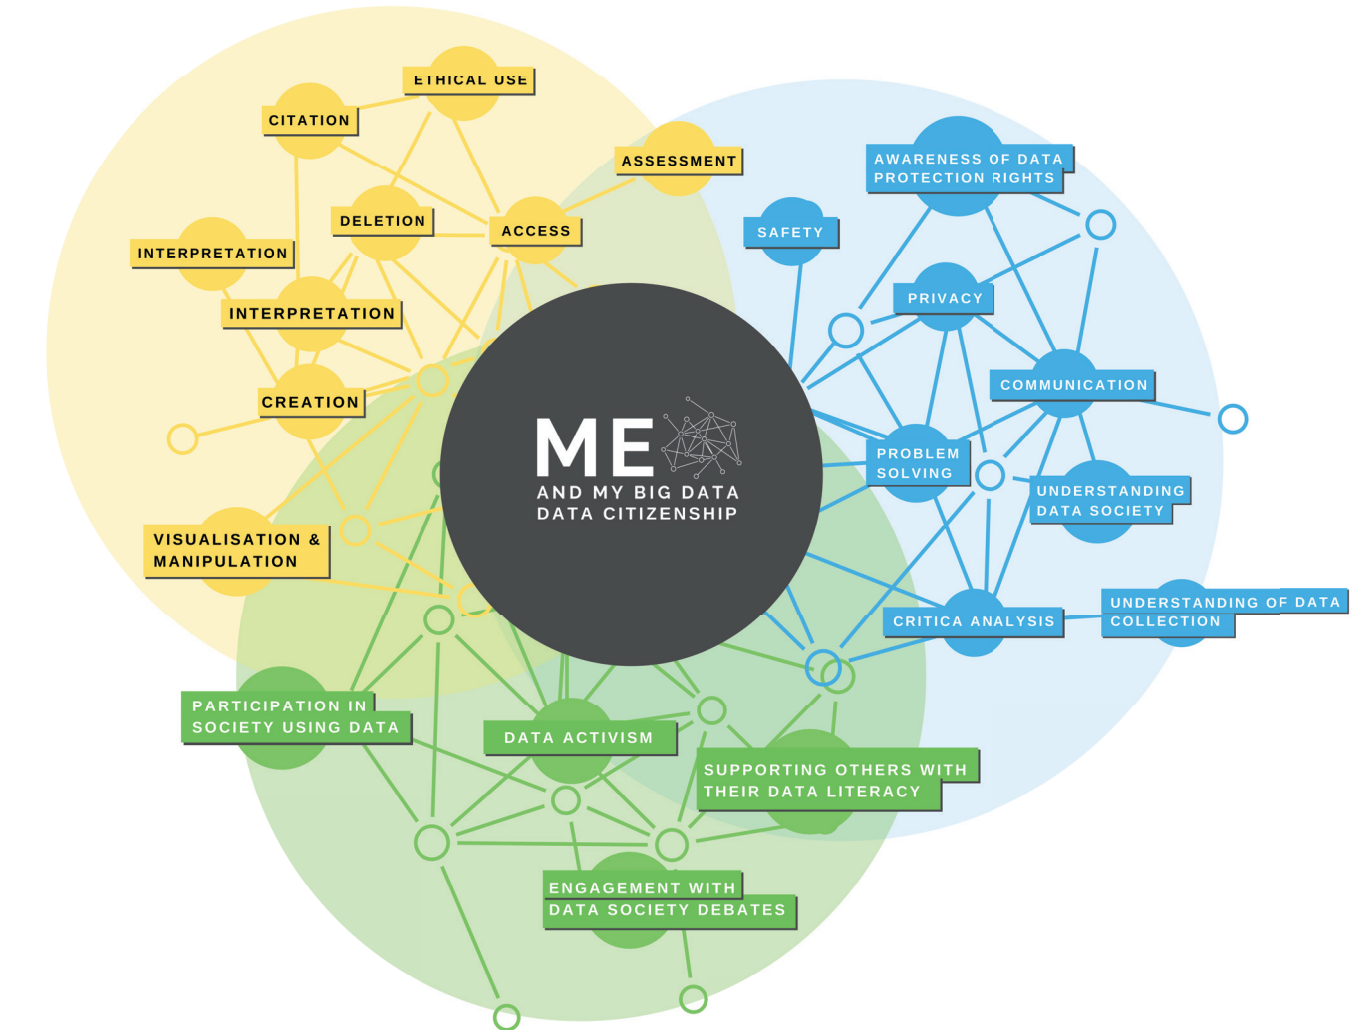 ETHICAL USE
CITATION
ASSESSMENT
DELETION
ACCESS
INTERPRETATION
INTERPRETATION
CREATION
VISUALISATION &
MANIPULATION
AWARENESS OF DATA
PROTECTION RIGHTS
SAFETY
PRIVACY
COMMUNICATION
PROBLEM
SOLVING
UNDERSTANDING
DATA SOCIETY
CRITICA ANALYSIS
UNDERSTANDING OF DATA
COLLECTION
ME
AND MY BIG DATA
DATA CITIZENSHIP
PARTICIPATION IN
SOCIETY USING DATA
DATA ACTIVISM
SUPPORTING OTHERS WITH
THEIR DATA LITERACY
ENGAGEMENT WITH
DATA SOCIETY DEBATES